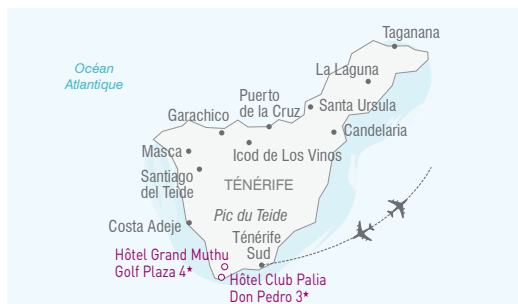 Taganana
Océan
Atlantique
La Laguna
Puerto
de la Cruz
Santa Ursula
Garachico
Candelaria
Masca
Icod de Los Vinos
Santiago
del Teide
TÉNÉRIFE
Pic du Teide
Costa Adeje
Ténérife
Sud
Hôtel Grand Muthu
Golf Plaza 4★
Hôtel Club Palia
Don Pedro 3★